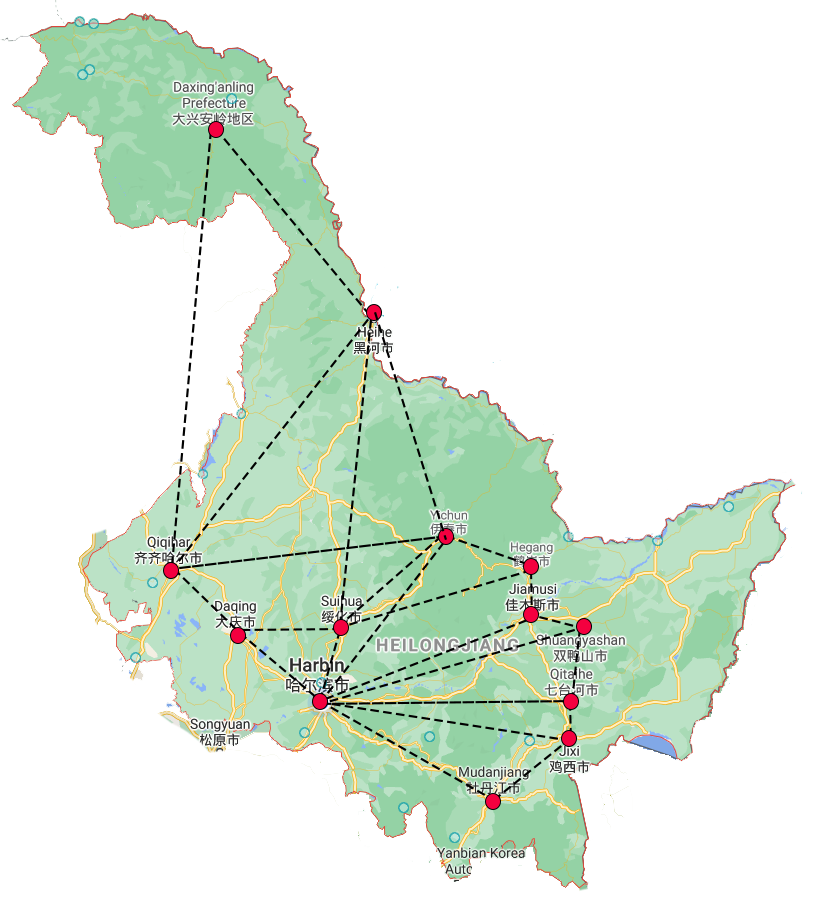 Daxing'anling
Prefecture
大兴安岭地区
Heihe
黑河市
Yichun
伊春市
Qiqihar
齐齐哈尔市
Hegang
鹤岗市
Jiamusi
佳木斯市
Daqing
大庆市
Suihua
绥化市
Shuangyashan
双鸭山市
HEILONGJIANG
Harbin
哈尔滨市
Qitaihe
七台河市
Songyuan
松原市
Jixi
鸡西市
Mudanjiang
牡丹江市
Yanbian Korea
Autc